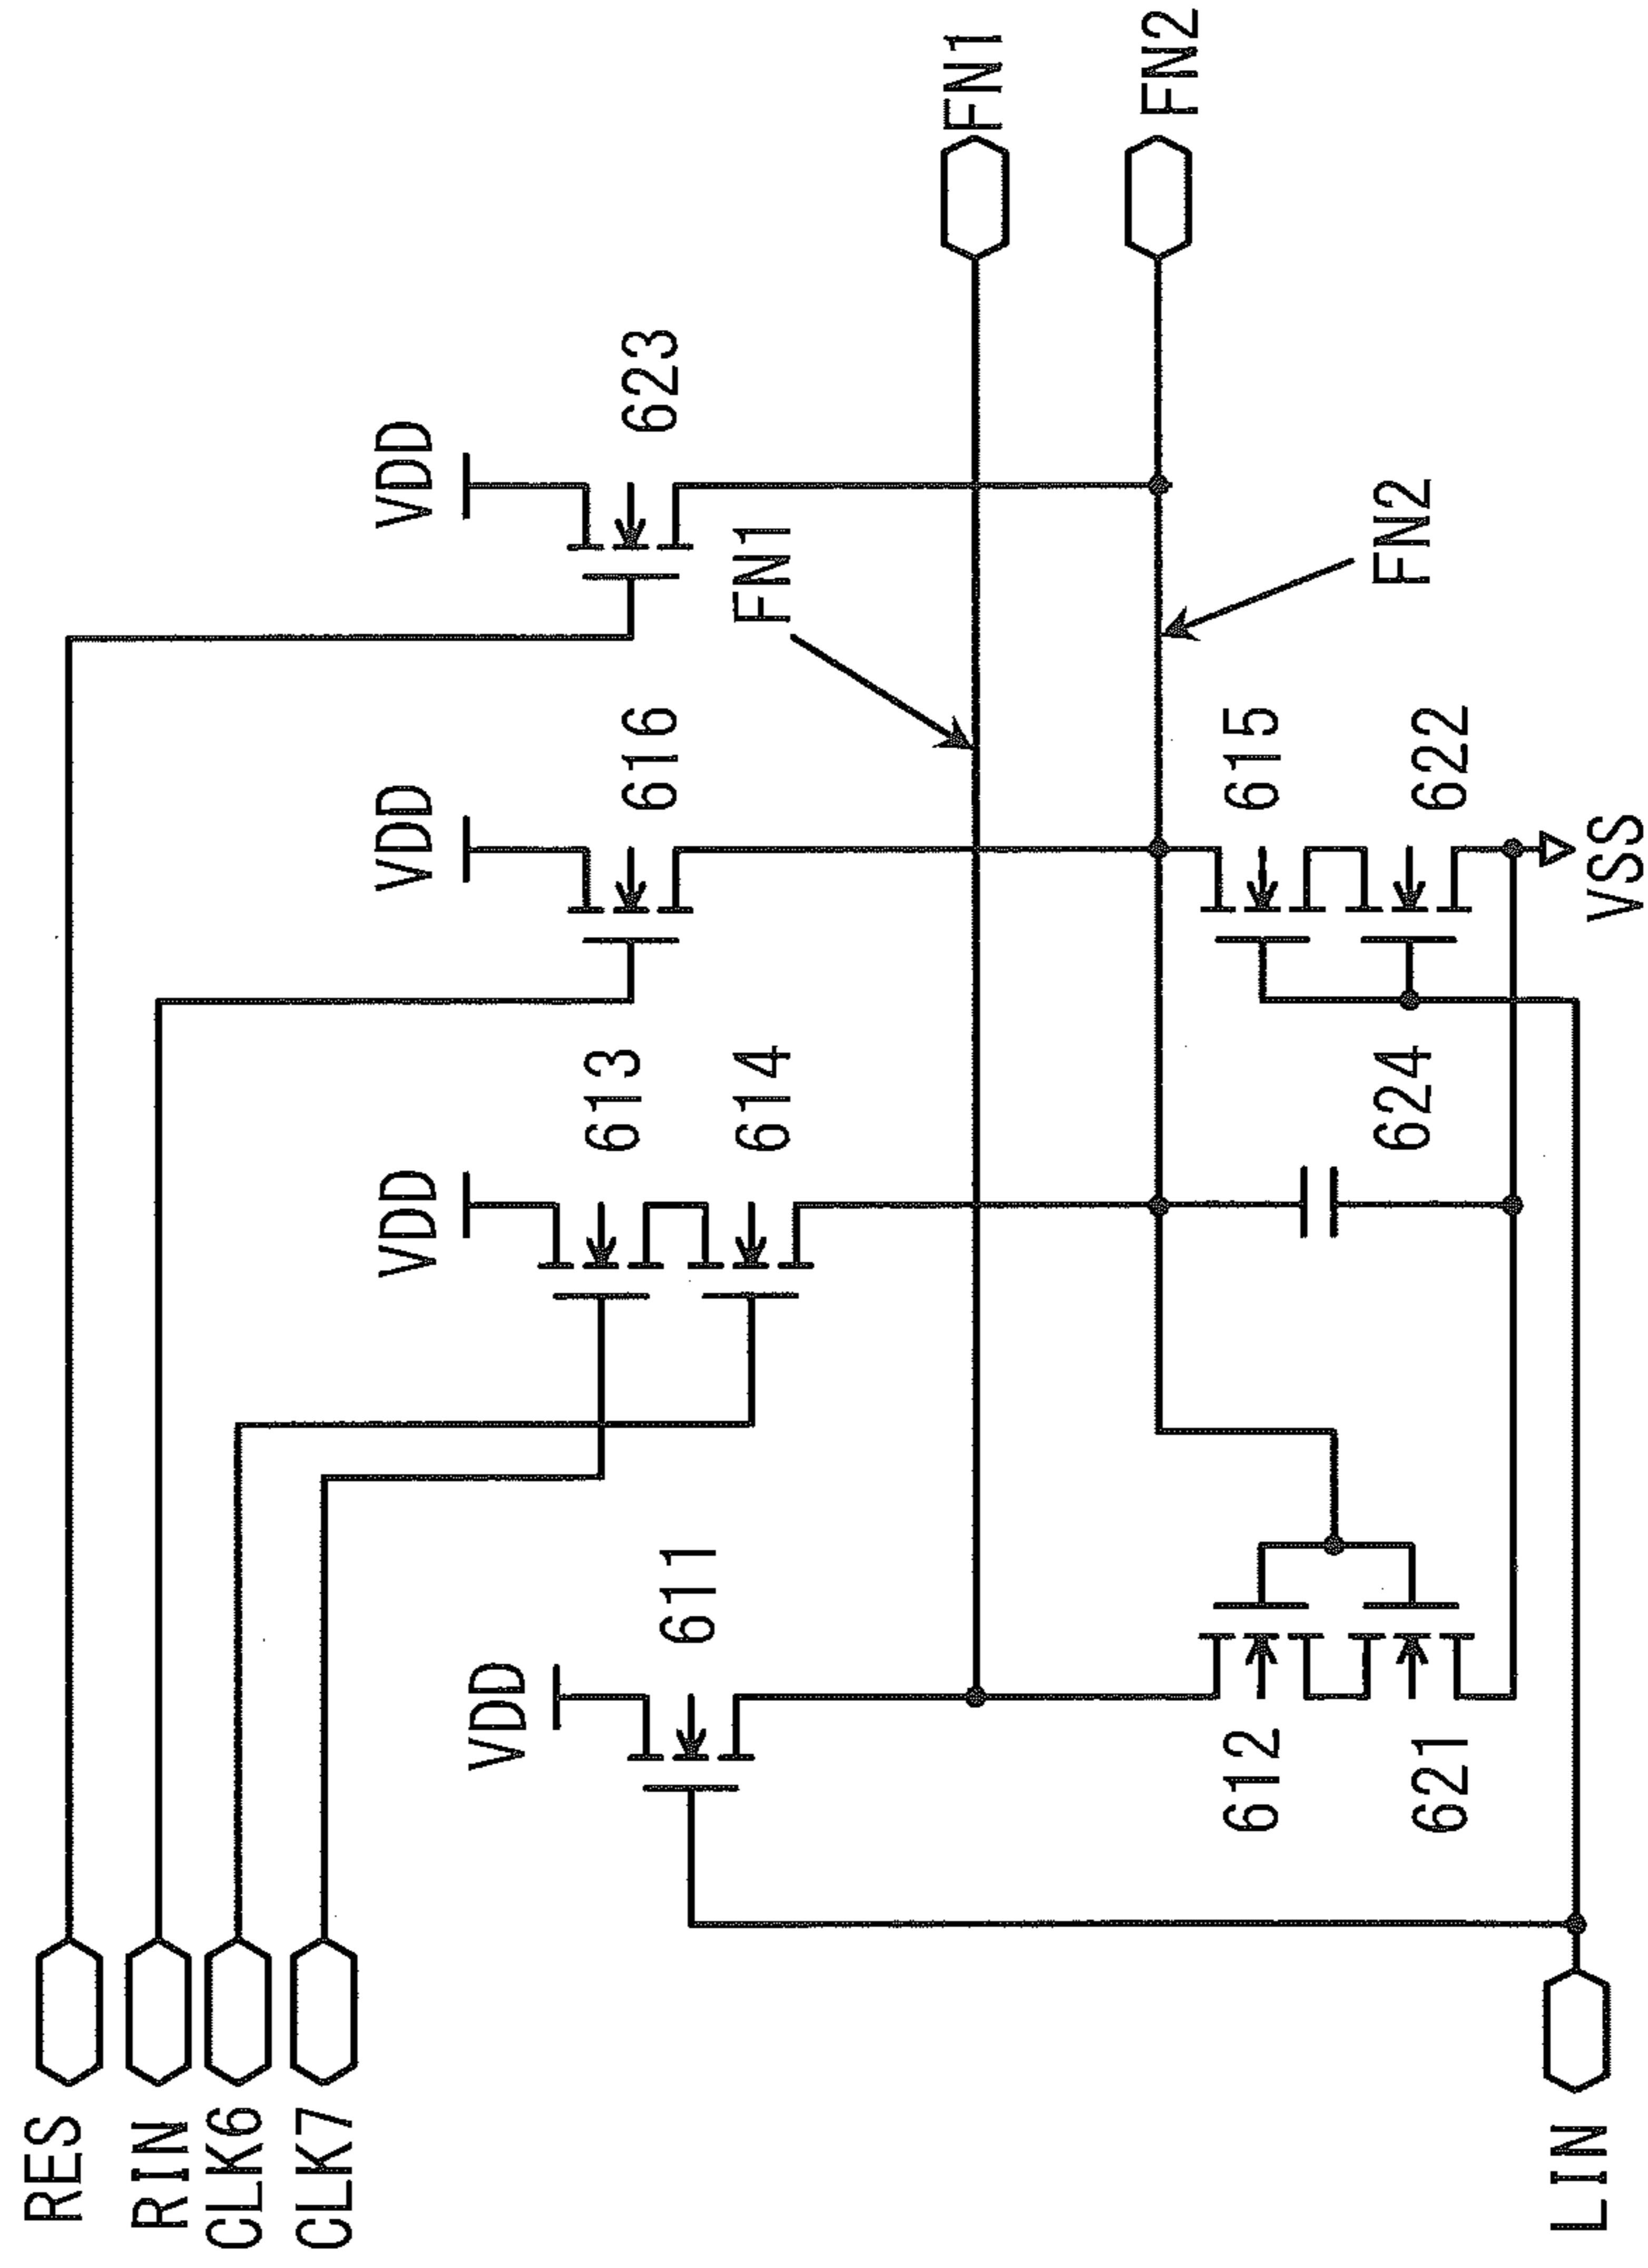 RES
RIN
CLK6
CLK7
VDD
VDD
VDD
VDD
623
616
613
614
611
FN1
FN1
FN2
FN2
612
621
615
622
624
VSS
LIN